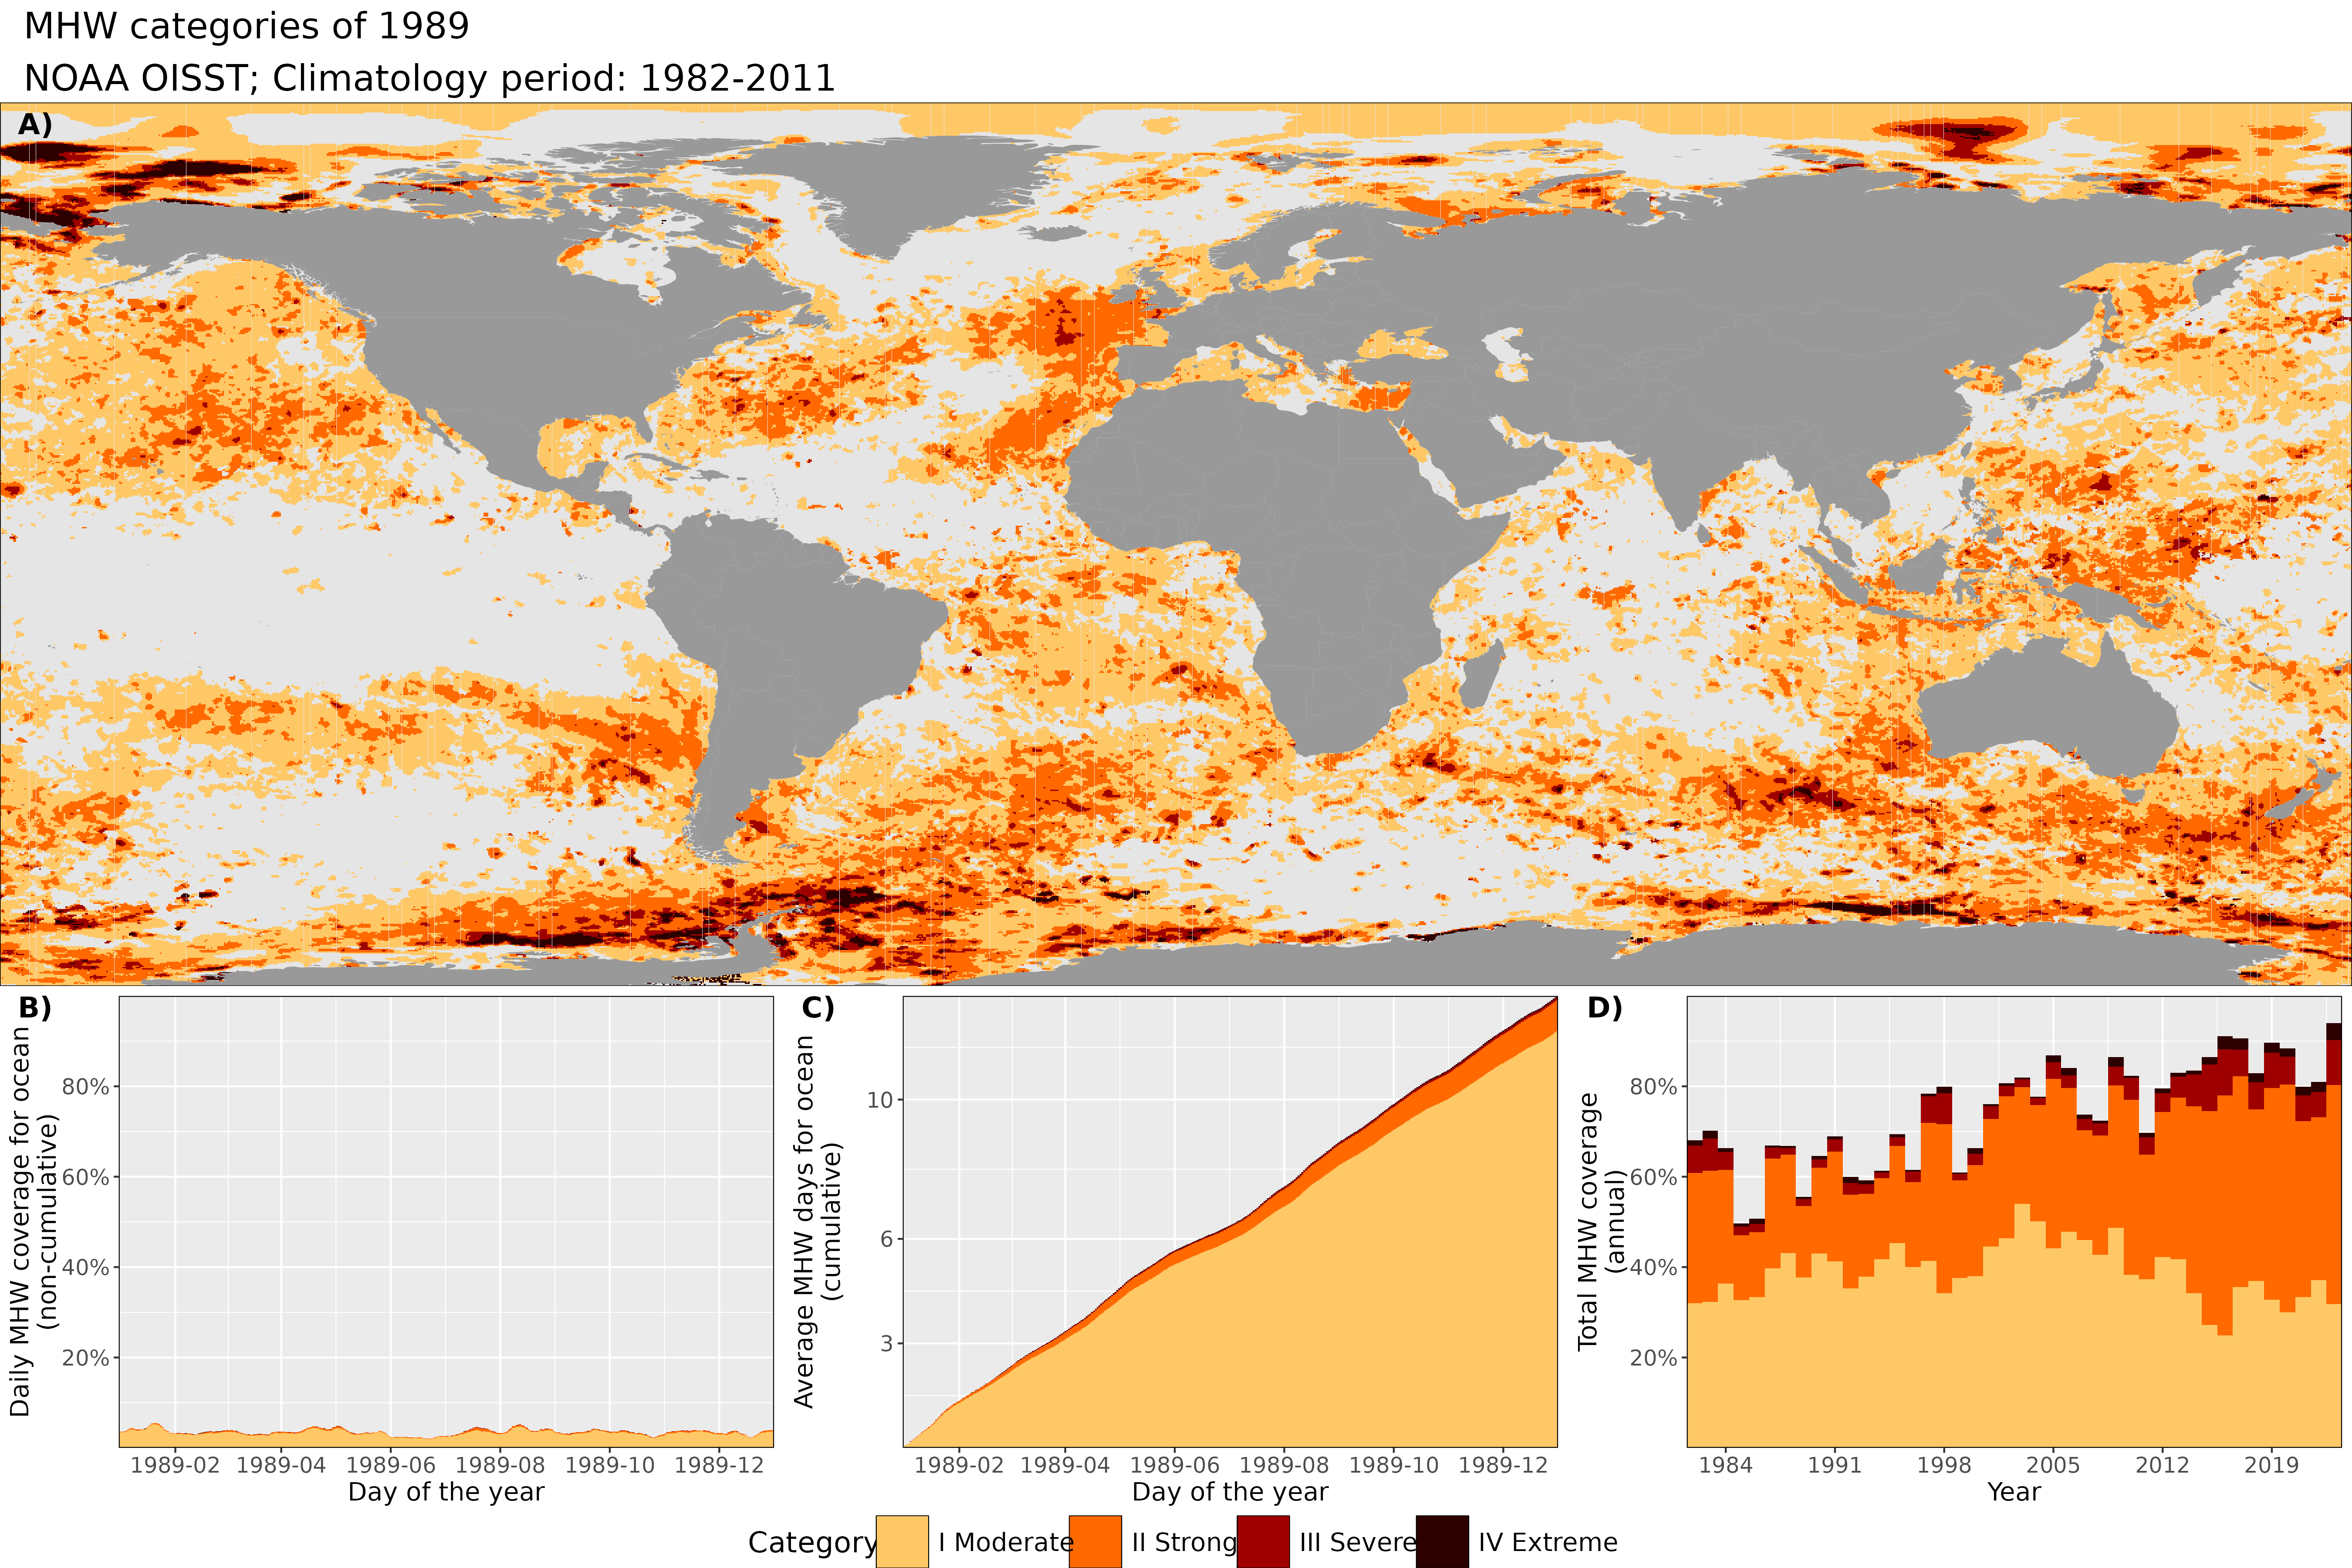 MHW categories of 1989
NOAA OISST; Climatology period: 1982-2011
A)
B)
Daily MHW coverage for ocean
(non-cumulative)
80%
60%
40%
20%
1989-02 1989-04 1989-06 1989-08 1989-10 1989-12
Day of the year
C)
Average MHW days for ocean
(cumulative)
10
6
3
1989-02 1989-04 1989-06 1989-08 1989-10 1989-12
Day of the year
D)
Total MHW coverage
(annual)
80%
60%
40%
20%
1984 1991 1998 2005 2012 2019
Year
Category I Moderate II Strong III Severe IV Extreme